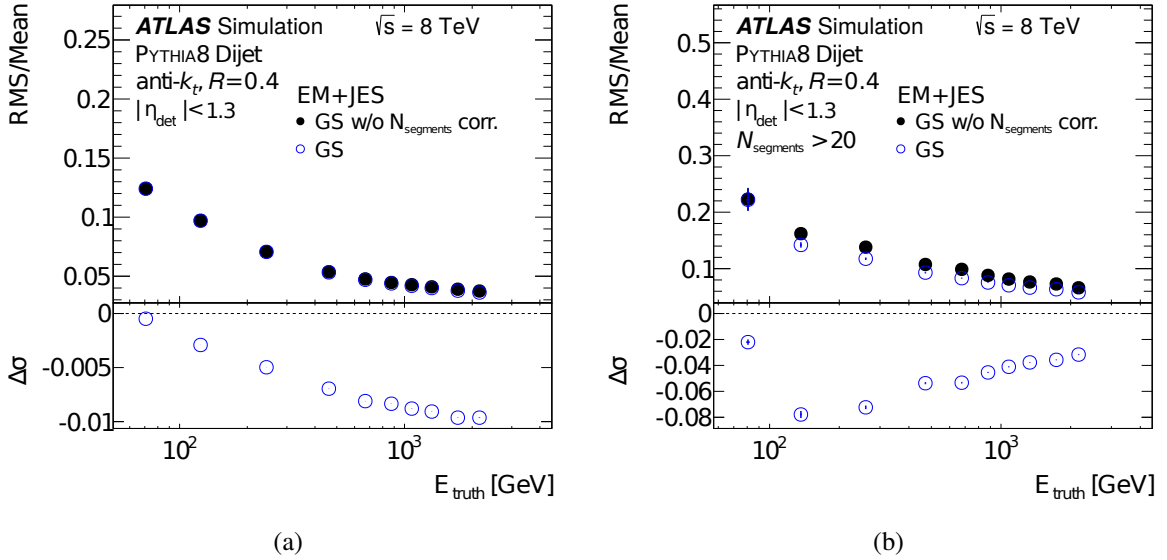 ATLAS Simulation √s = 8 TeV
PYTHIA8 Dijet
anti-kt, R=0.4
|ηdet|<1.3
EM+JES
GS w/o Nsegments corr.
GS
RMS/Mean
0.25
0.2
0.15
0.1
0.05
0
-0.005
-0.01
Δσ
10² 10³
Etruth [GeV]
(a)
ATLAS Simulation √s = 8 TeV
PYTHIA8 Dijet
anti-kt, R=0.4
|ηdet|<1.3
Nsegments >20
EM+JES
GS w/o Nsegments corr.
GS
RMS/Mean
0.5
0.4
0.3
0.2
0.1
0
-0.02
-0.04
-0.06
-0.08
Δσ
10² 10³
Etruth [GeV]
(b)